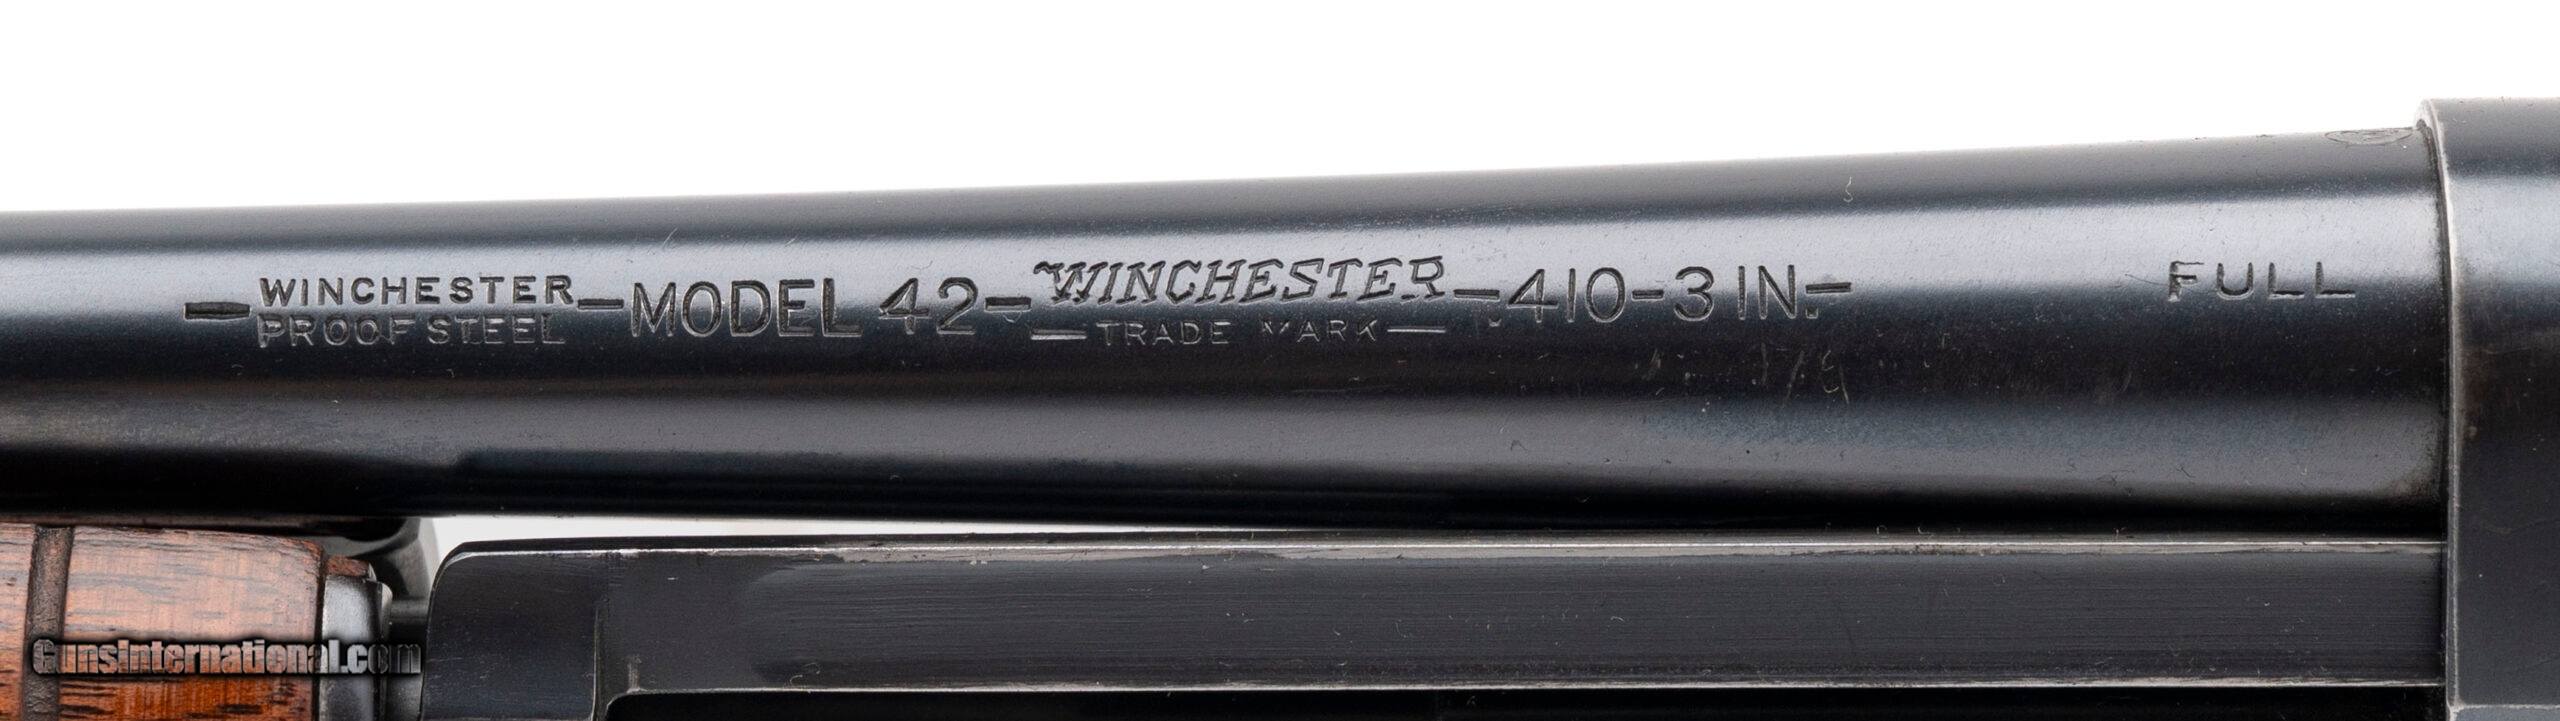 WINCHESTER
PROOF STEEL
-MODEL 42-
WINCHESTER
TRADE MARK
-.410-3 IN.-
FULL
GunsInternational.com